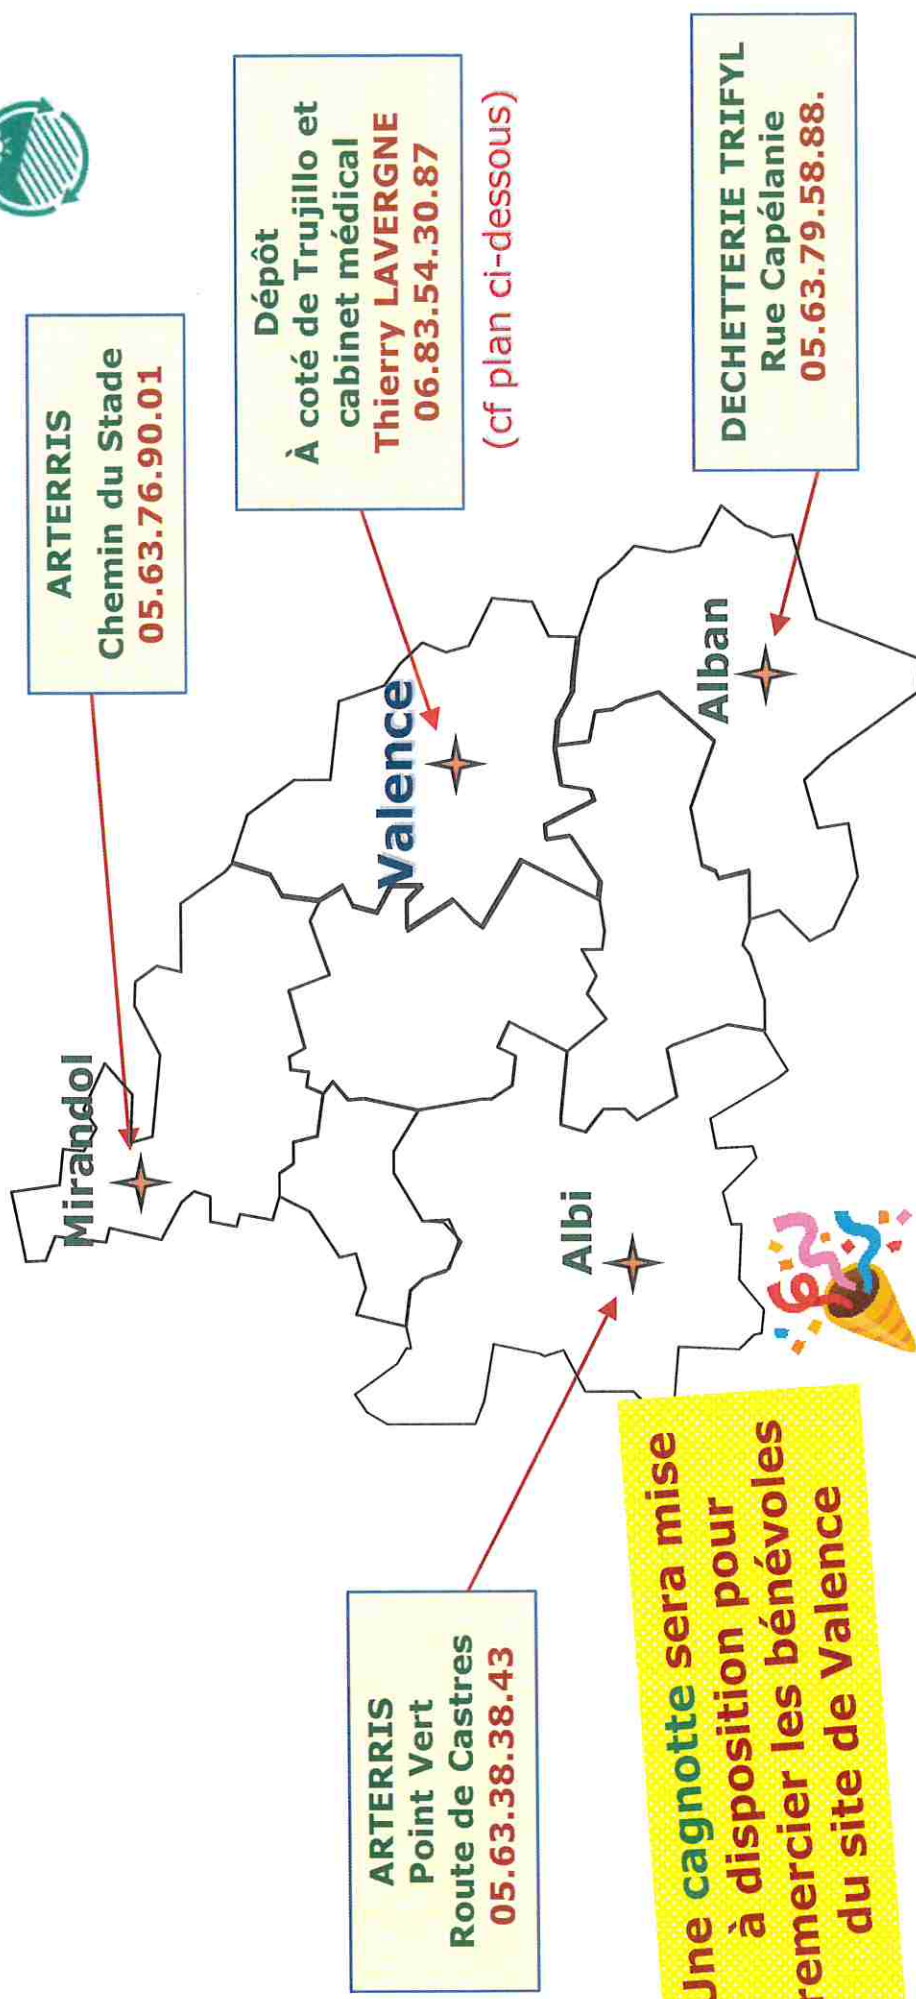 ARTERRIS
Chemin du Stade
05.63.76.90.01
Dépôt
À coté de Trujillo et
cabinet médical
Thierry LAVERGNE
06.83.54.30.87
(cf plan ci-dessous)
Mirandol
Valence
ARTERRIS
Point Vert
Route de Castres
05.63.38.38.43
Albi
Alban
DECHETTERIE TRIFYL
Rue Capélanie
05.63.79.58.88.
Une cagnotte sera mise
à disposition pour
remercier les bénévoles
du site de Valence